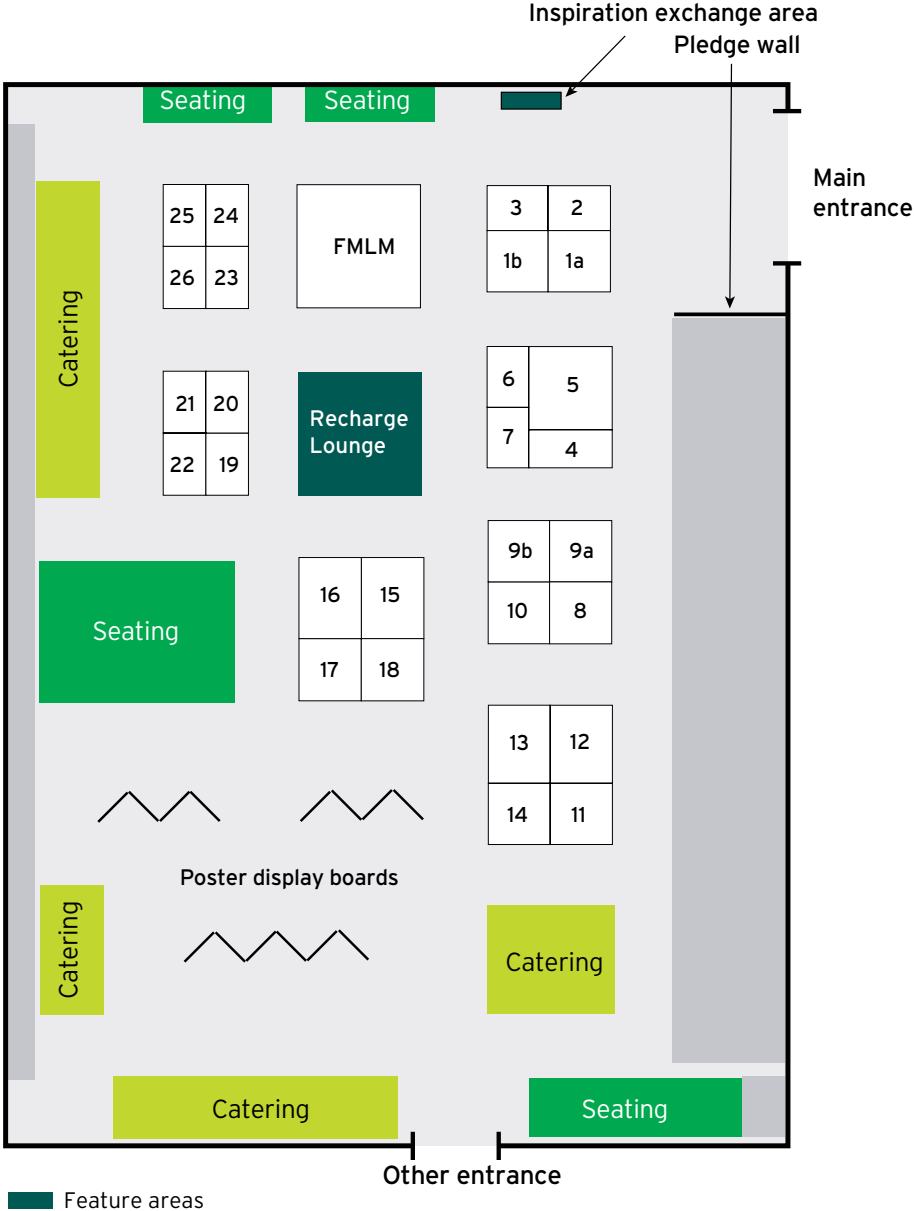 Inspiration exchange area
Pledge wall
Seating
Seating
Main
entrance
25
24
26
23
FMLM
3
2
1b
1a
Catering
21
20
22
19
Recharge
Lounge
6
5
7
4
Seating
16
15
17
18
9b
9a
10
8
13
12
14
11
Poster display boards
Catering
Catering
Catering
Seating
Other entrance
Feature areas